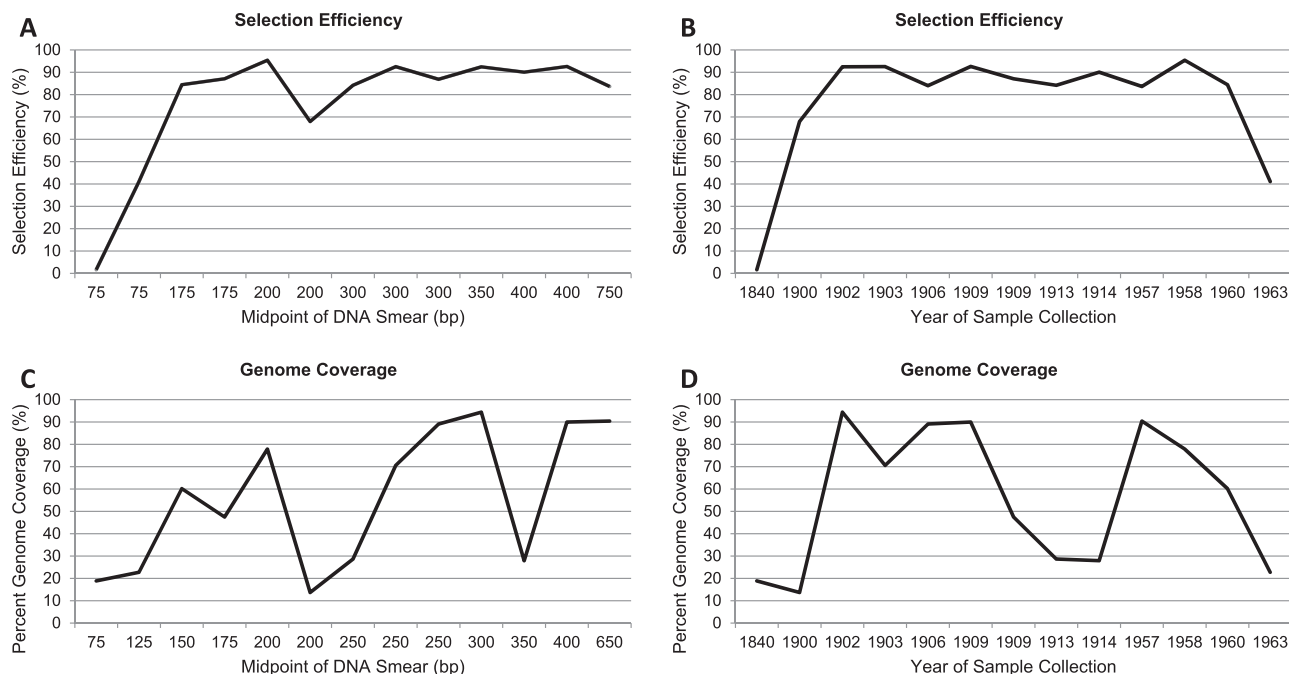 A
Selection Efficiency
Selection Efficiency (%)
100
90
80
70
60
50
40
30
20
10
0
75 75 175 175 200 200 300 300 300 350 400 400 750
Midpoint of DNA Smear (bp)
B
Selection Efficiency
Selection Efficiency (%)
100
90
80
70
60
50
40
30
20
10
0
1840 1900 1902 1903 1906 1909 1909 1913 1914 1957 1958 1960 1963
Year of Sample Collection
C
Genome Coverage
Percent Genome Coverage (%)
100
90
80
70
60
50
40
30
20
10
0
75 125 150 175 200 200 250 250 250 300 350 400 650
Midpoint of DNA Smear (bp)
D
Genome Coverage
Percent Genome Coverage (%)
100
90
80
70
60
50
40
30
20
10
0
1840 1900 1902 1903 1906 1909 1909 1913 1914 1957 1958 1960 1963
Year of Sample Collection